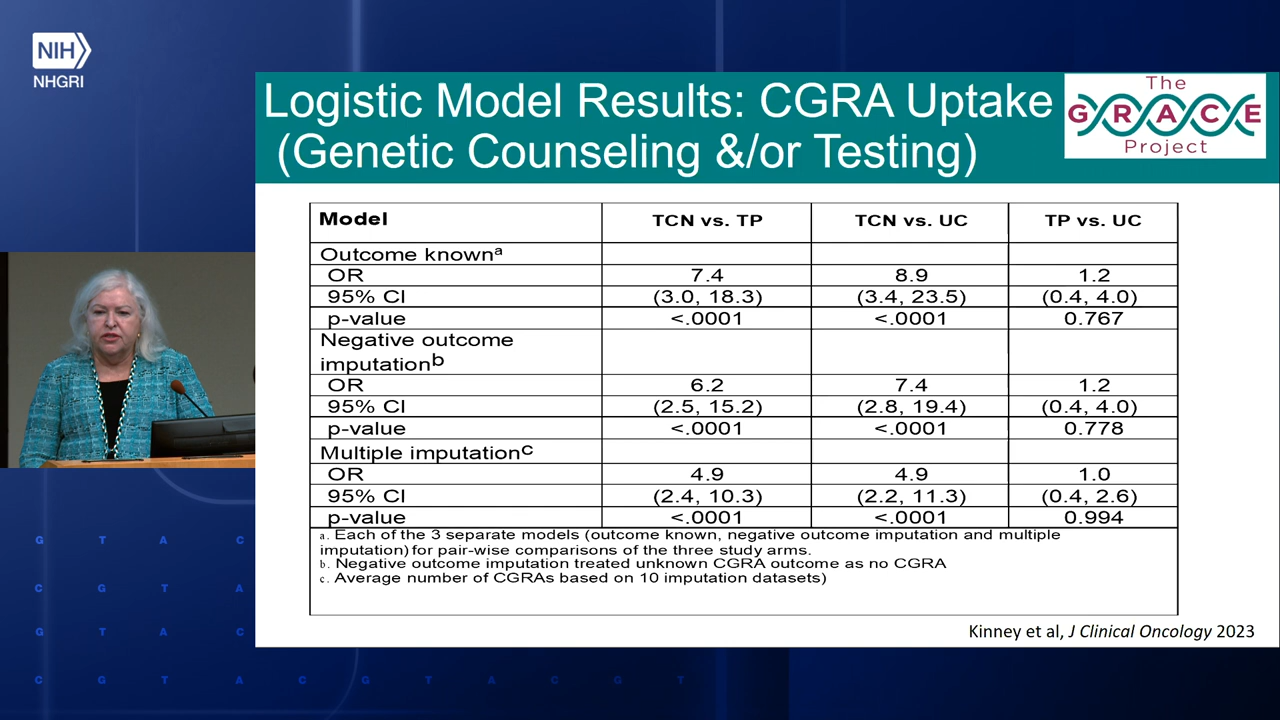 NIH
NHGRI
Logistic Model Results: CGRA Uptake
(Genetic Counseling &/or Testing)
The
GRACE
Project
Model TCN vs. TP TCN vs. UC TP vs. UC
Outcome knownᵃ
OR 7.4 8.9 1.2
95% CI (3.0, 18.3) (3.4, 23.5) (0.4, 4.0)
p-value <.0001 <.0001 0.767
Negative outcome
imputationb
OR 6.2 7.4 1.2
95% CI (2.5, 15.2) (2.8, 19.4) (0.4, 4.0)
p-value <.0001 <.0001 0.778
Multiple imputationc
OR 4.9 4.9 1.0
95% CI (2.4, 10.3) (2.2, 11.3) (0.4, 2.6)
p-value <.0001 <.0001 0.994
a. Each of the 3 separate models (outcome known, negative outcome imputation and multiple
imputation) for pair-wise comparisons of the three study arms.
b. Negative outcome imputation treated unknown CGRA outcome as no CGRA
c. Average number of CGRAs based on 10 imputation datasets)
Kinney et al, J Clinical Oncology 2023
G T A C
C G T A
G T A C
C G T A C G T A C G T